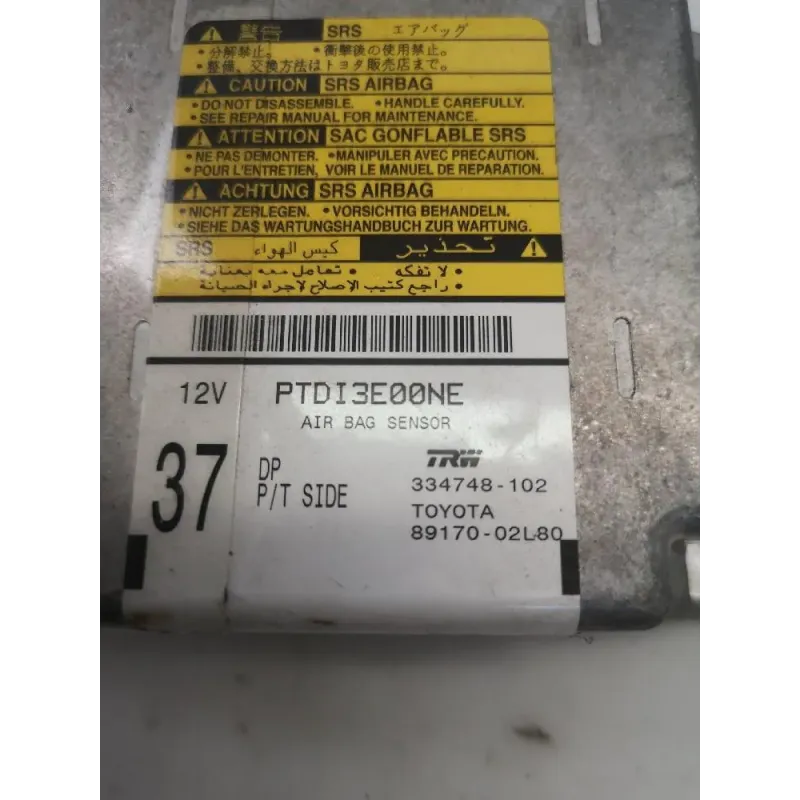 警告 SRS エアバッグ
・分解禁止。 ・衝撃後の使用禁止。
・整備、交換方法はトヨタ販売店まで。
CAUTION SRS AIRBAG
•DO NOT DISASSEMBLE. •HANDLE CAREFULLY.
•SEE REPAIR MANUAL FOR MAINTENANCE.
ATTENTION SAC GONFLABLE SRS
•NE PAS DEMONTER. •MANIPULER AVEC PRECAUTION.
•POUR L'ENTRETIEN, VOIR LE MANUEL DE REPARATION.
ACHTUNG SRS AIRBAG
•NICHT ZERLEGEN. •VORSICHTIG BEHANDELN.
•SIEHE DAS WARTUNGSHANDBUCH ZUR WARTUNG.
تحذير كيس الهواء SRS
• لا تفكه • تعامل معه بعناية
• راجع كتيب الإصلاح لإجراء الصيانة
12V PTDI3E00NE
AIR BAG SENSOR
37 DP
P/T SIDE
TRW
334748-102
TOYOTA
89170-02L80